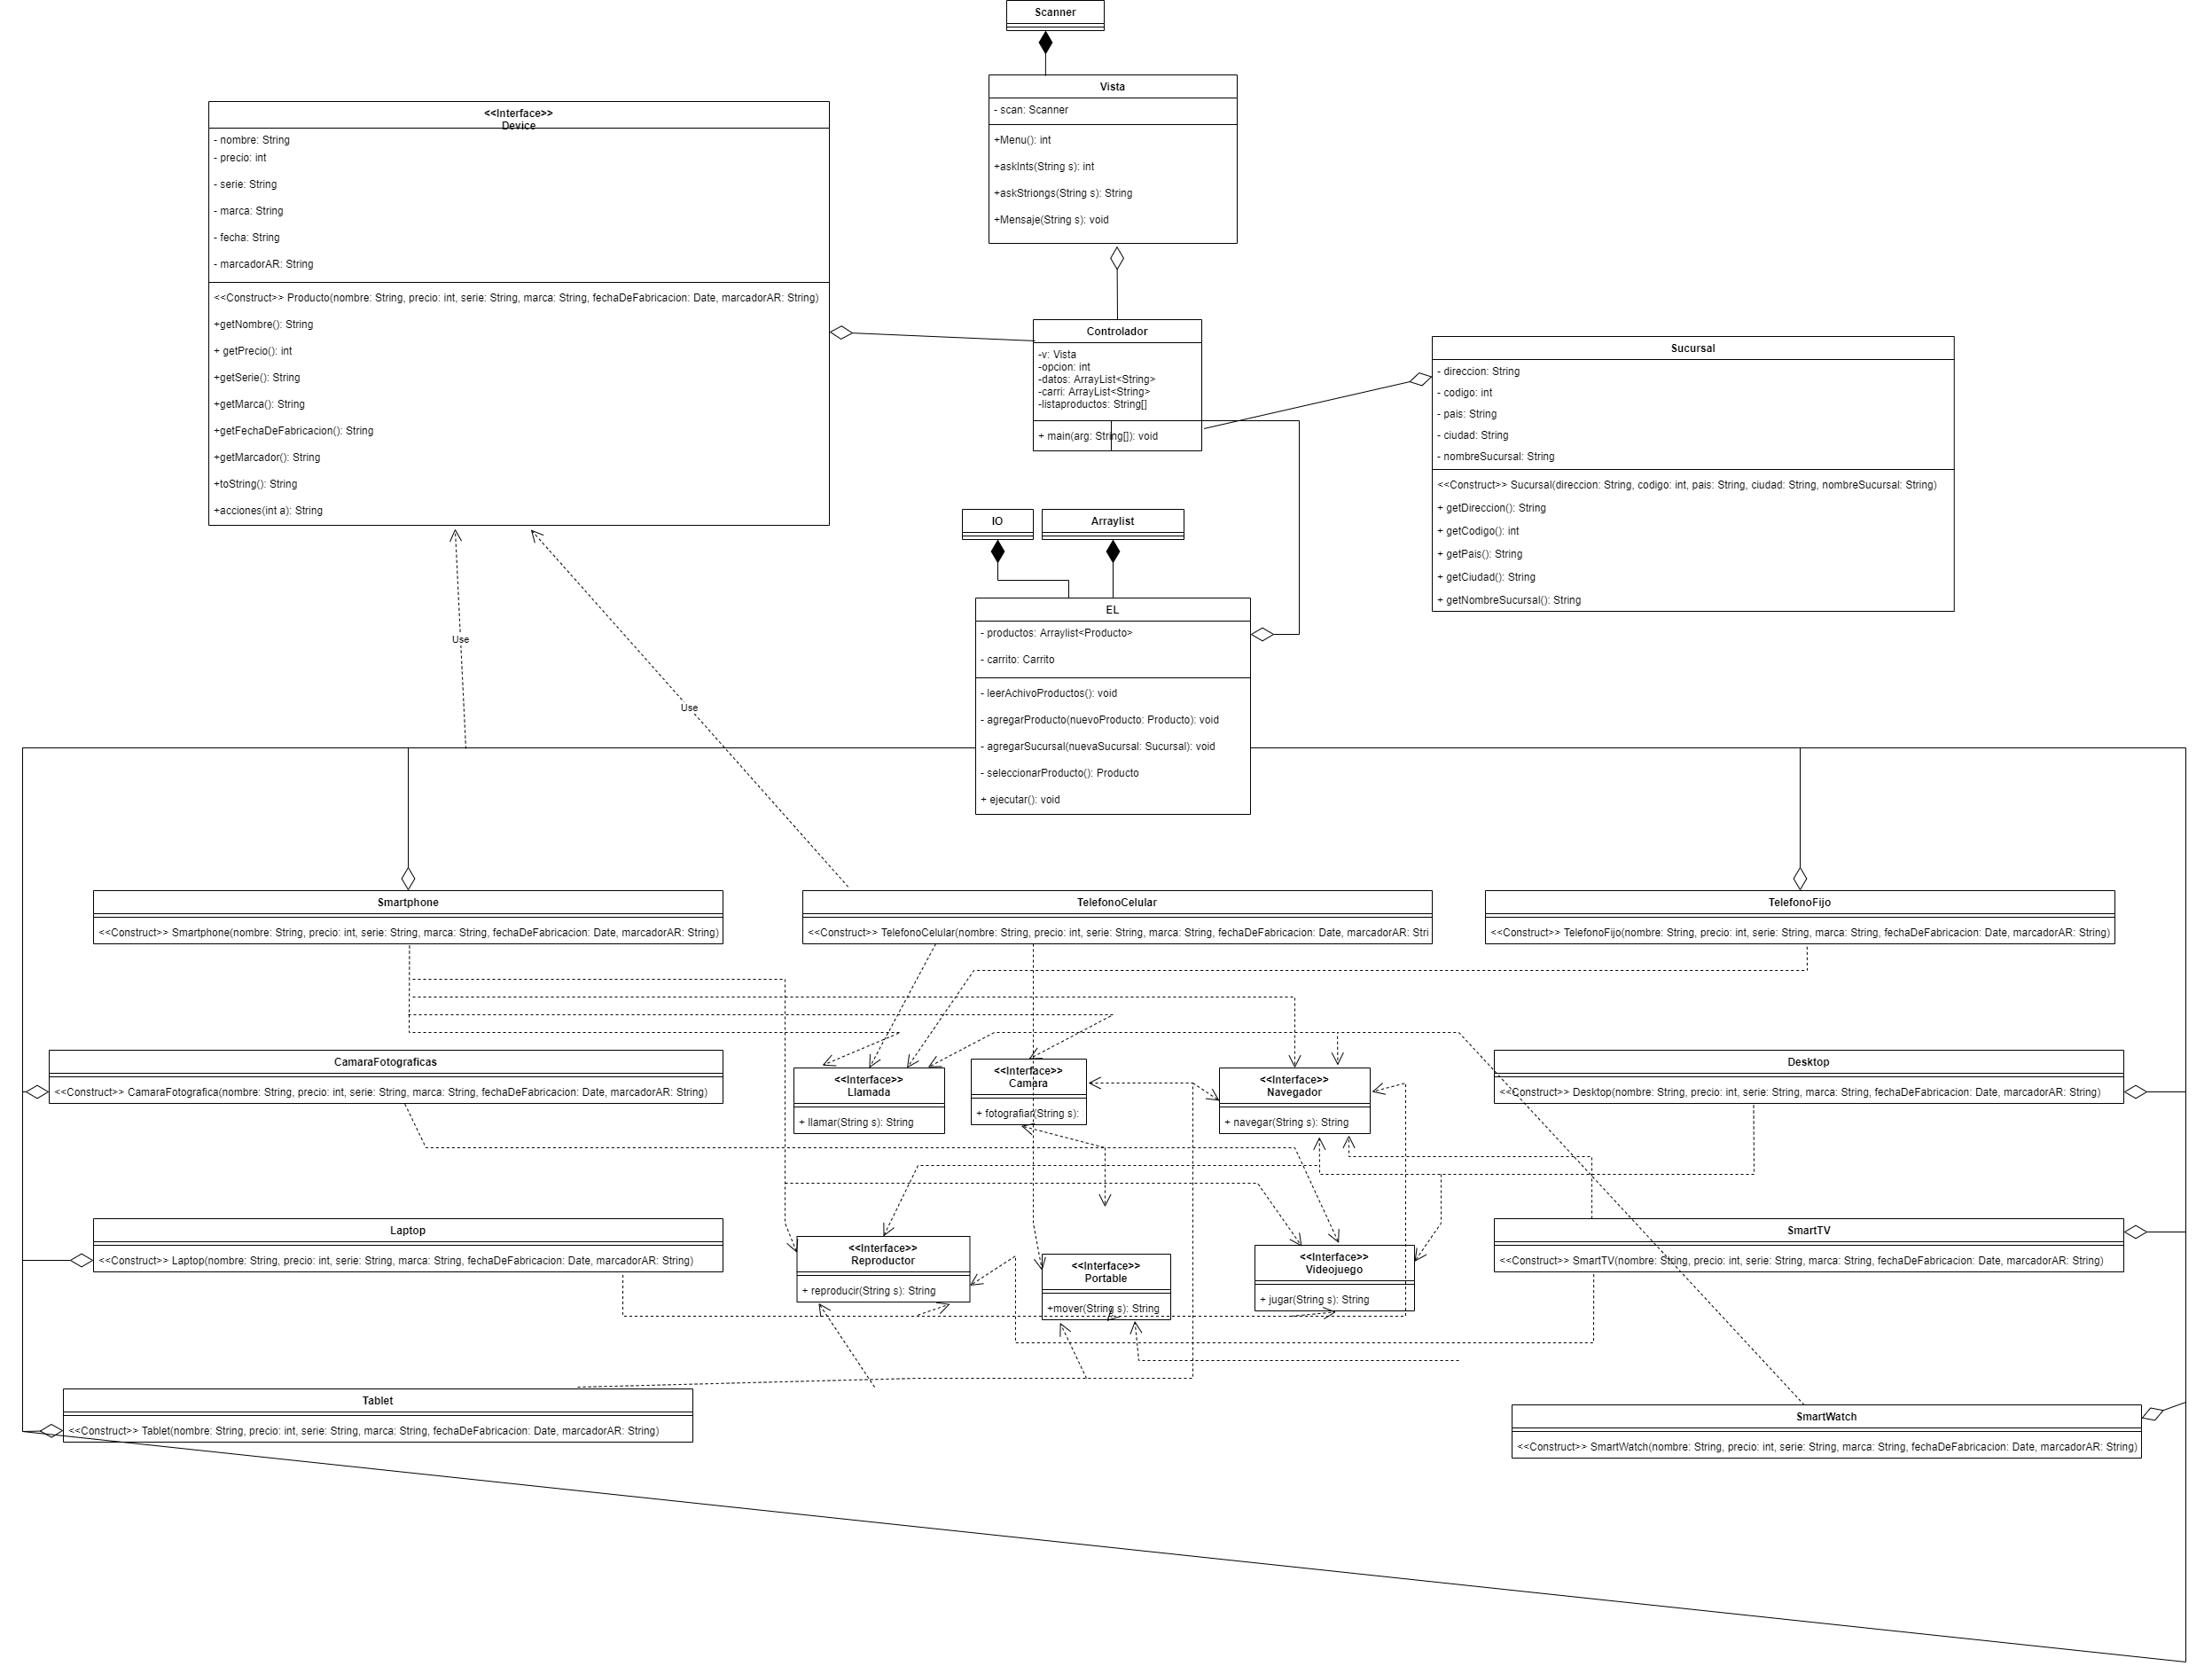 Scanner
Vista
- scan: Scanner
+Menu(): int
+askInts(String s): int
+askStriongs(String s): String
+Mensaje(String s): void
<<Interface>>
Device
- nombre: String
- precio: int
- serie: String
- marca: String
- fecha: String
- marcadorAR: String
<<Construct>> Producto(nombre: String, precio: int, serie: String, marca: String, fechaDeFabricacion: Date, marcadorAR: String)
+getNombre(): String
+ getPrecio(): int
+getSerie(): String
+getMarca(): String
+getFechaDeFabricacion(): String
+getMarcador(): String
+toString(): String
+acciones(int a): String
Controlador
-v: Vista
-opcion: int
-datos: ArrayList<String>
-carri: ArrayList<String>
-listaproductos: String[]
+ main(arg: String[]): void
Sucursal
- direccion: String
- codigo: int
- pais: String
- ciudad: String
- nombreSucursal: String
<<Construct>> Sucursal(direccion: String, codigo: int, pais: String, ciudad: String, nombreSucursal: String)
+ getDireccion(): String
+ getCodigo(): int
+ getPais(): String
+ getCiudad(): String
+ getNombreSucursal(): String
IO
Arraylist
EL
- productos: Arraylist<Producto>
- carrito: Carrito
- leerAchivoProductos(): void
- agregarProducto(nuevoProducto: Producto): void
- agregarSucursal(nuevaSucursal: Sucursal): void
- seleccionarProducto(): Producto
+ ejecutar(): void
Use
Use
Smartphone
<<Construct>> Smartphone(nombre: String, precio: int, serie: String, marca: String, fechaDeFabricacion: Date, marcadorAR: String)
TelefonoCelular
<<Construct>> TelefonoCelular(nombre: String, precio: int, serie: String, marca: String, fechaDeFabricacion: Date, marcadorAR: Stri
TelefonoFijo
<<Construct>> TelefonoFijo(nombre: String, precio: int, serie: String, marca: String, fechaDeFabricacion: Date, marcadorAR: String)
CamaraFotograficas
<<Construct>> CamaraFotografica(nombre: String, precio: int, serie: String, marca: String, fechaDeFabricacion: Date, marcadorAR: String)
<<Interface>>
Llamada
+ llamar(String s): String
<<Interface>>
Camara
+ fotografiar(String s):
<<Interface>>
Navegador
+ navegar(String s): String
Desktop
<<Construct>> Desktop(nombre: String, precio: int, serie: String, marca: String, fechaDeFabricacion: Date, marcadorAR: String)
Laptop
<<Construct>> Laptop(nombre: String, precio: int, serie: String, marca: String, fechaDeFabricacion: Date, marcadorAR: String)
<<Interface>>
Reproductor
+ reproducir(String s): String
<<Interface>>
Portable
+mover(String s): String
<<Interface>>
Videojuego
+ jugar(String s): String
SmartTV
<<Construct>> SmartTV(nombre: String, precio: int, serie: String, marca: String, fechaDeFabricacion: Date, marcadorAR: String)
Tablet
<<Construct>> Tablet(nombre: String, precio: int, serie: String, marca: String, fechaDeFabricacion: Date, marcadorAR: String)
SmartWatch
<<Construct>> SmartWatch(nombre: String, precio: int, serie: String, marca: String, fechaDeFabricacion: Date, marcadorAR: String)